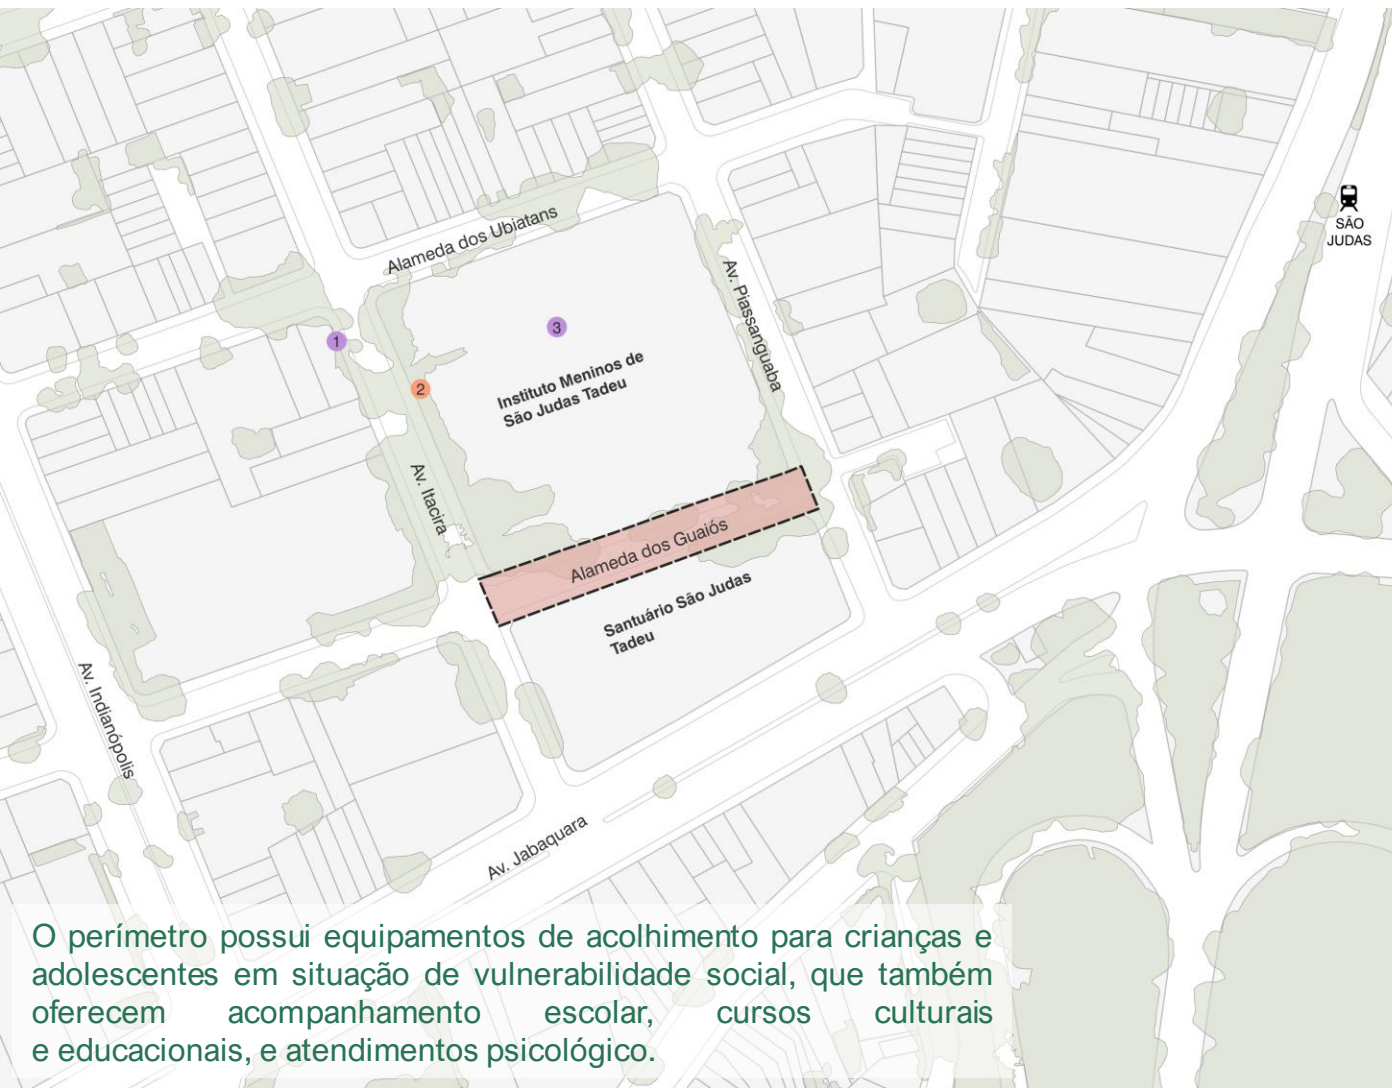 SÃO
JUDAS
Alameda dos Ubiatans
Av. Piassanguaba
3
1
2
Instituto Meninos de
São Judas Tadeu
Av. Itacira
Alameda dos Guaiós
Santuário São Judas
Tadeu
Av. Indianópolis
Av. Jabaquara
O perímetro possui equipamentos de acolhimento para crianças e
adolescentes em situação de vulnerabilidade social, que também
oferecem acompanhamento escolar, cursos culturais
e educacionais, e atendimentos psicológico.